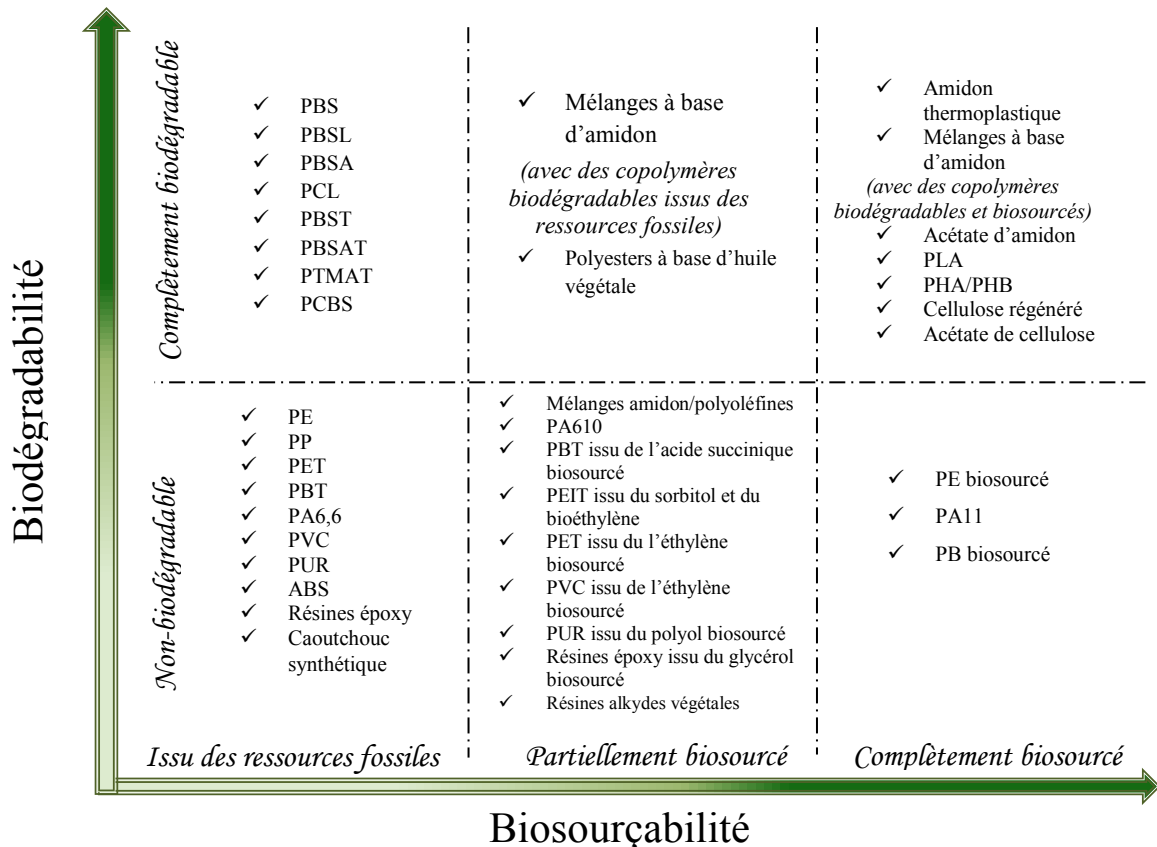 Biodégradabilité
Complètement biodégradable
✓ PBS
✓ PBSL
✓ PBSA
✓ PCL
✓ PBST
✓ PBSAT
✓ PTMAT
✓ PCBS
✓ Mélanges à base
d’amidon
(avec des copolymères
biodégradables issus des
ressources fossiles)
✓ Polyesters à base d’huile
végétale
✓ Amidon
thermoplastique
✓ Mélanges à base
d’amidon
(avec des copolymères
biodégradables et biosourcés)
✓ Acétate d’amidon
✓ PLA
✓ PHA/PHB
✓ Cellulose régénéré
✓ Acétate de cellulose
Non-biodégradable
✓ PE
✓ PP
✓ PET
✓ PBT
✓ PA6,6
✓ PVC
✓ PUR
✓ ABS
✓ Résines époxy
✓ Caoutchouc
synthétique
✓ Mélanges amidon/polyoléfines
✓ PA610
✓ PBT issu de l’acide succinique
biosourcé
✓ PEIT issu du sorbitol et du
bioéthylène
✓ PET issu du l’éthylène
biosourcé
✓ PVC issu de l’éthylène
biosourcé
✓ PUR issu du polyol biosourcé
✓ Résines époxy issu du glycérol
biosourcé
✓ Résines alkydes végétales
✓ PE biosourcé
✓ PA11
✓ PB biosourcé
Issu des ressources fossiles
Partiellement biosourcé
Complètement biosourcé
Biosourçabilité